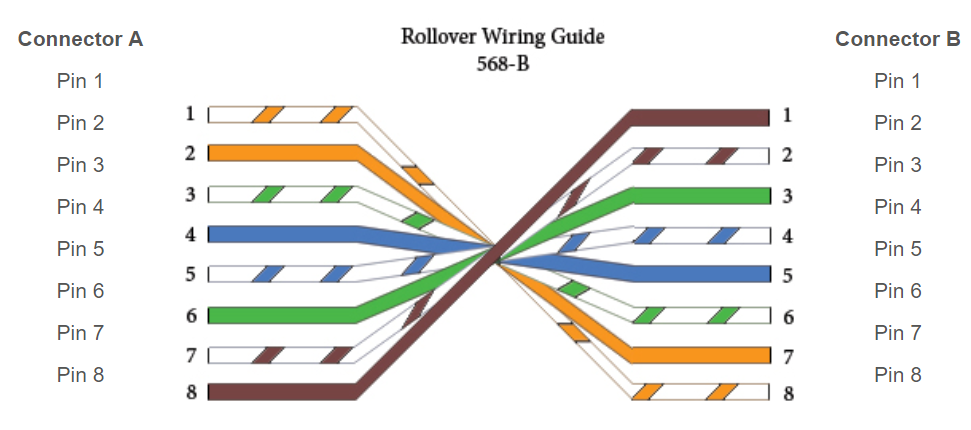 Connector A
Pin 1
Pin 2
Pin 3
Pin 4
Pin 5
Pin 6
Pin 7
Pin 8
Rollover Wiring Guide
568-B
1
2
3
4
5
6
7
8
1
2
3
4
5
6
7
8
Connector B
Pin 1
Pin 2
Pin 3
Pin 4
Pin 5
Pin 6
Pin 7
Pin 8